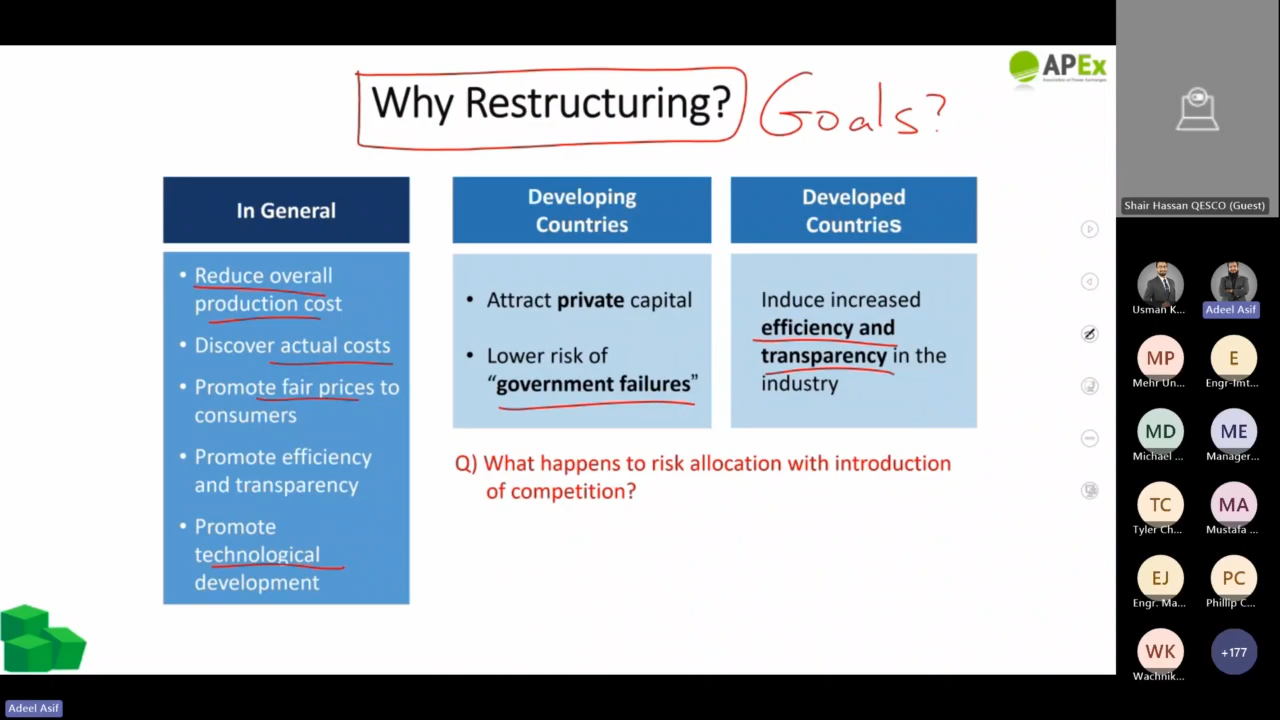 APEx
Association of Power Exchanges
Why Restructuring?
Goals?
In General
• Reduce overall
production cost
• Discover actual costs
• Promote fair prices to
consumers
• Promote efficiency
and transparency
• Promote
technological
development
Developing
Countries
• Attract private capital
• Lower risk of
“government failures”
Developed
Countries
Induce increased
efficiency and
transparency in the
industry
Q) What happens to risk allocation with introduction
of competition?
Shair Hassan QESCO (Guest)
Usman K...
Adeel Asif
MP
Mehr Un...
E
Engr-Imt...
MD
Michael ...
ME
Manager...
TC
Tyler Ch...
MA
Mustafa ...
EJ
Engr. Ma...
PC
Phillip C...
WK
Wachnik...
+177
Adeel Asif